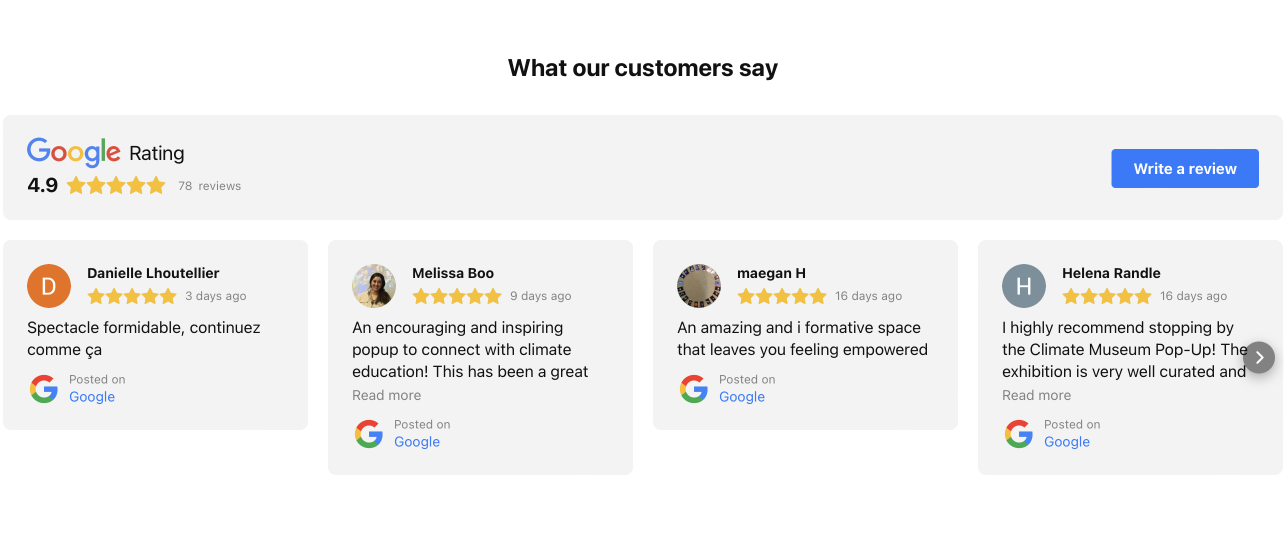 What our customers say
Google Rating
4.9 78 reviews
Write a review
D
Danielle Lhoutellier
3 days ago
Spectacle formidable, continuez
comme ça
Posted on
Google
Melissa Boo
9 days ago
An encouraging and inspiring
popup to connect with climate
education! This has been a great
Read more
Posted on
Google
maegan H
16 days ago
An amazing and i formative space
that leaves you feeling empowered
Posted on
Google
H
Helena Randle
16 days ago
I highly recommend stopping by
the Climate Museum Pop-Up! The
exhibition is very well curated and
Read more
Posted on
Google